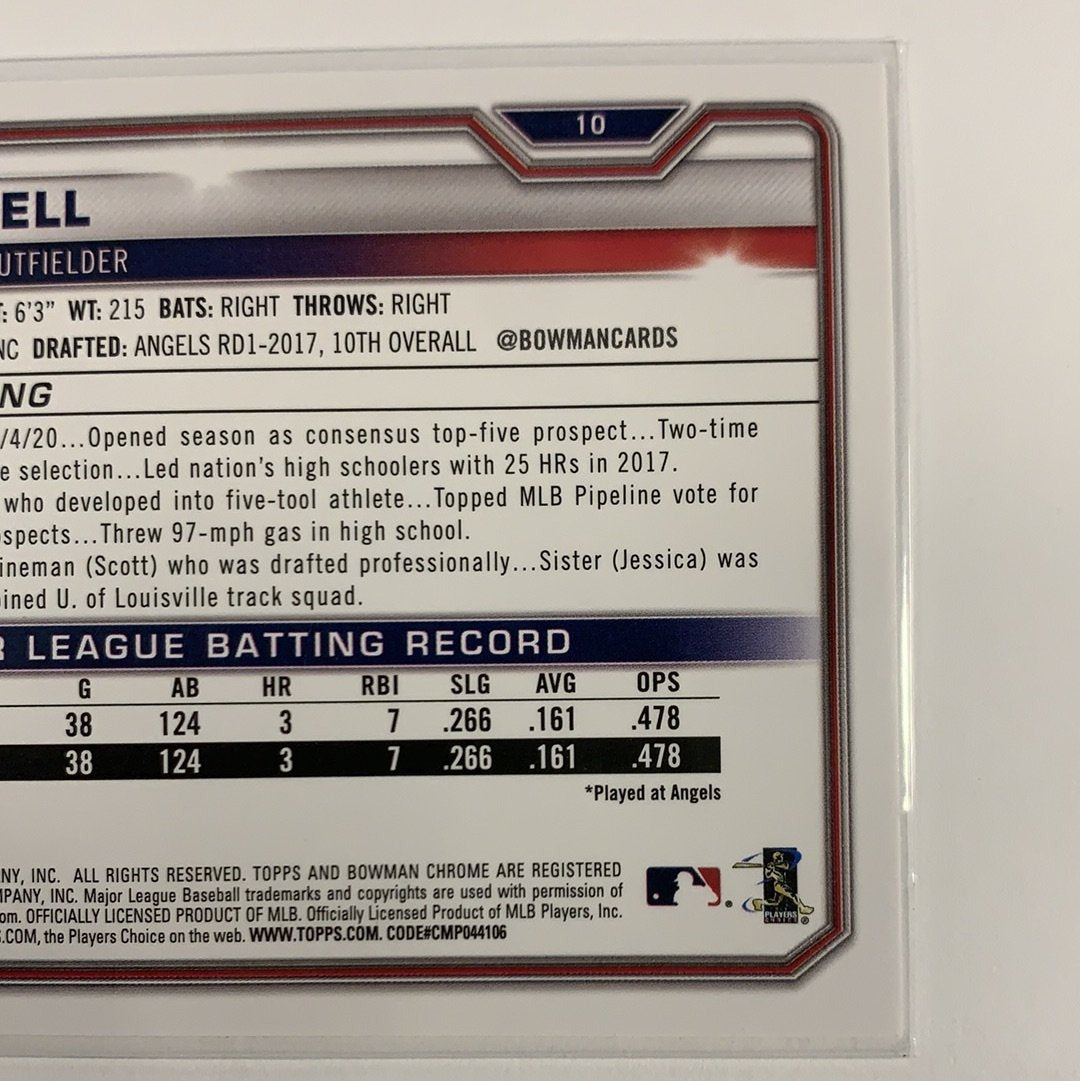 10
ELL
UTFIELDER
: 6'3" WT: 215 BATS: RIGHT THROWS: RIGHT
NC DRAFTED: ANGELS RD1-2017, 10TH OVERALL @BOWMANCARDS
NG
/4/20...Opened season as consensus top-five prospect...Two-time
e selection...Led nation's high schoolers with 25 HRs in 2017.
who developed into five-tool athlete...Topped MLB Pipeline vote for
spects...Threw 97-mph gas in high school.
ineman (Scott) who was drafted professionally...Sister (Jessica) was
ined U. of Louisville track squad.
R LEAGUE BATTING RECORD
G AB HR RBI SLG AVG OPS
38 124 3 7 .266 .161 .478
38 124 3 7 .266 .161 .478
*Played at Angels
NY, INC. ALL RIGHTS RESERVED. TOPPS AND BOWMAN CHROME ARE REGISTERED
MPANY, INC. Major League Baseball trademarks and copyrights are used with permission of
om. OFFICIALLY LICENSED PRODUCT OF MLB. Officially Licensed Product of MLB Players, Inc.
S.COM, the Players Choice on the web. WWW.TOPPS.COM. CODE#CMP044106
PLAYERS
CHOICE ®